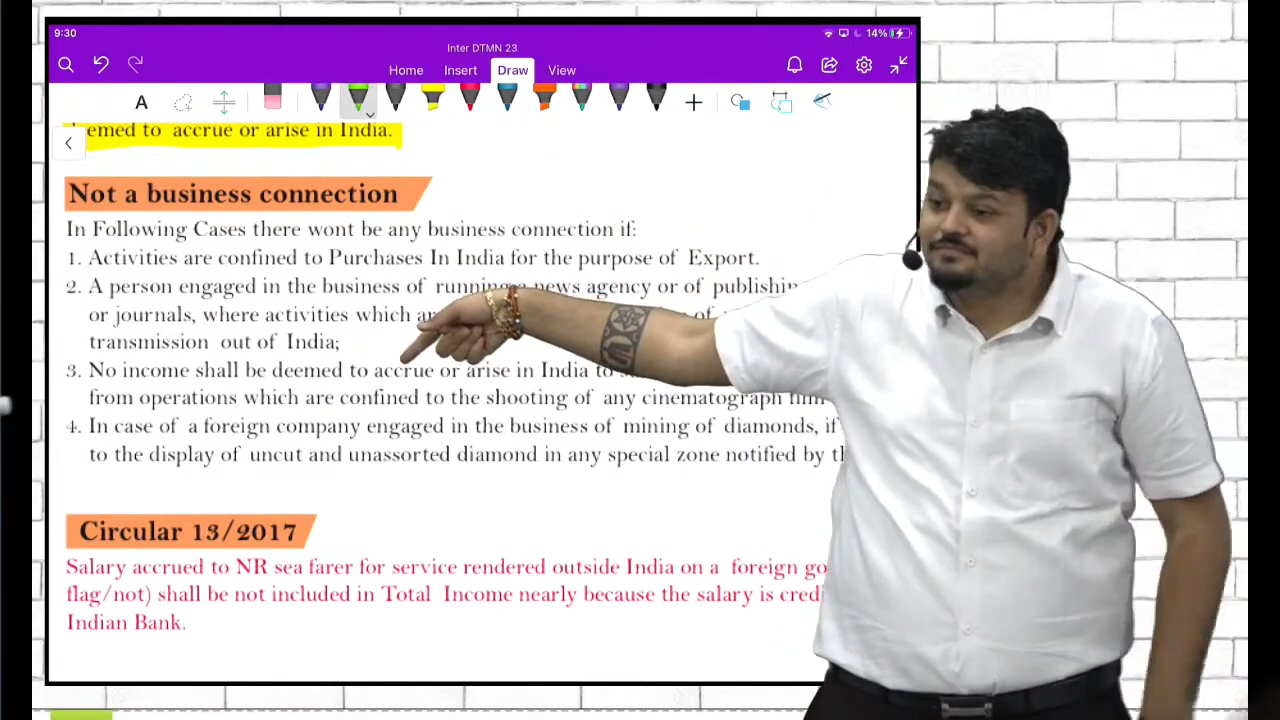 9:30
14%
Inter DTMN 23
Home Insert Draw View
A
deemed to accrue or arise in India.
Not a business connection
In Following Cases there wont be any business connection if:
1. Activities are confined to Purchases In India for the purpose of Export.
2. A person engaged in the business of running a news agency or of publishin
or journals, where activities which ar of
transmission out of India;
3. No income shall be deemed to accrue or arise in India to
from operations which are confined to the shooting of any cinematograph film
4. In case of a foreign company engaged in the business of mining of diamonds, if
to the display of uncut and unassorted diamond in any special zone notified by th
Circular 13/2017
Salary accrued to NR sea farer for service rendered outside India on a foreign go
flag/not) shall be not included in Total Income nearly because the salary is credi
Indian Bank.